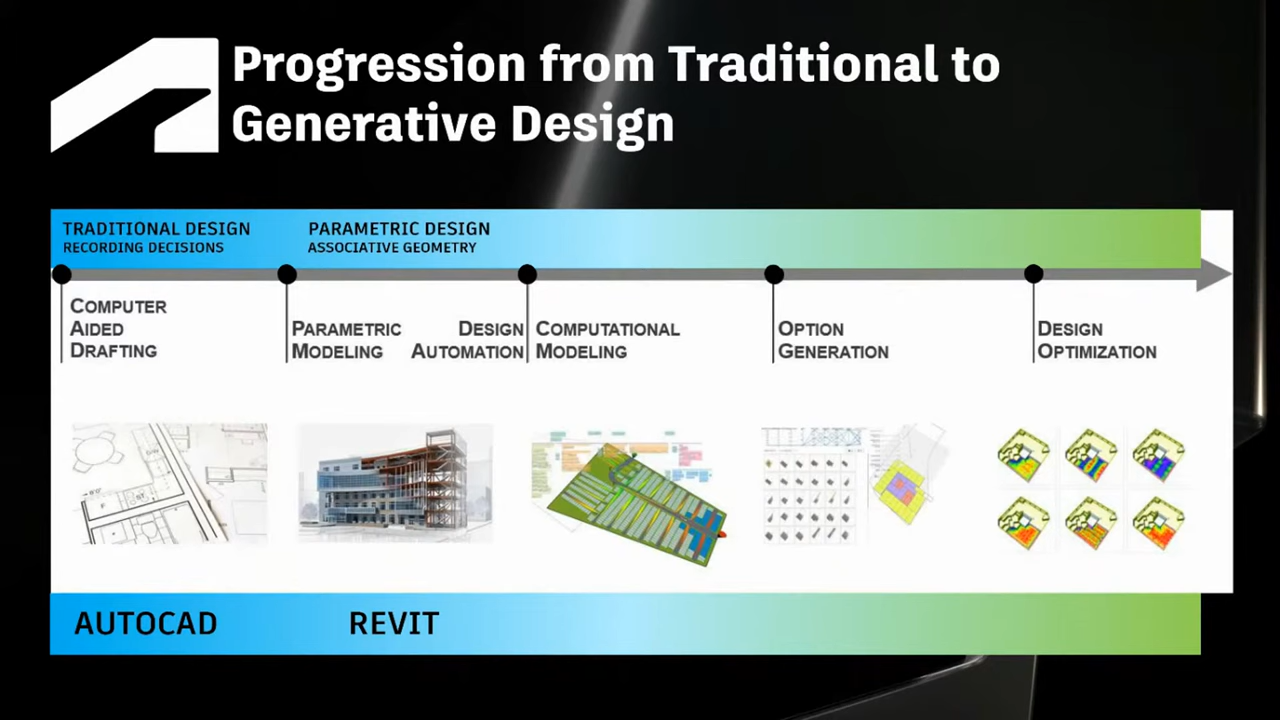 Progression from Traditional to
Generative Design
TRADITIONAL DESIGN
RECORDING DECISIONS
PARAMETRIC DESIGN
ASSOCIATIVE GEOMETRY
COMPUTER
AIDED
DRAFTING
PARAMETRIC
MODELING
DESIGN
AUTOMATION
COMPUTATIONAL
MODELING
OPTION
GENERATION
DESIGN
OPTIMIZATION
AUTOCAD
REVIT